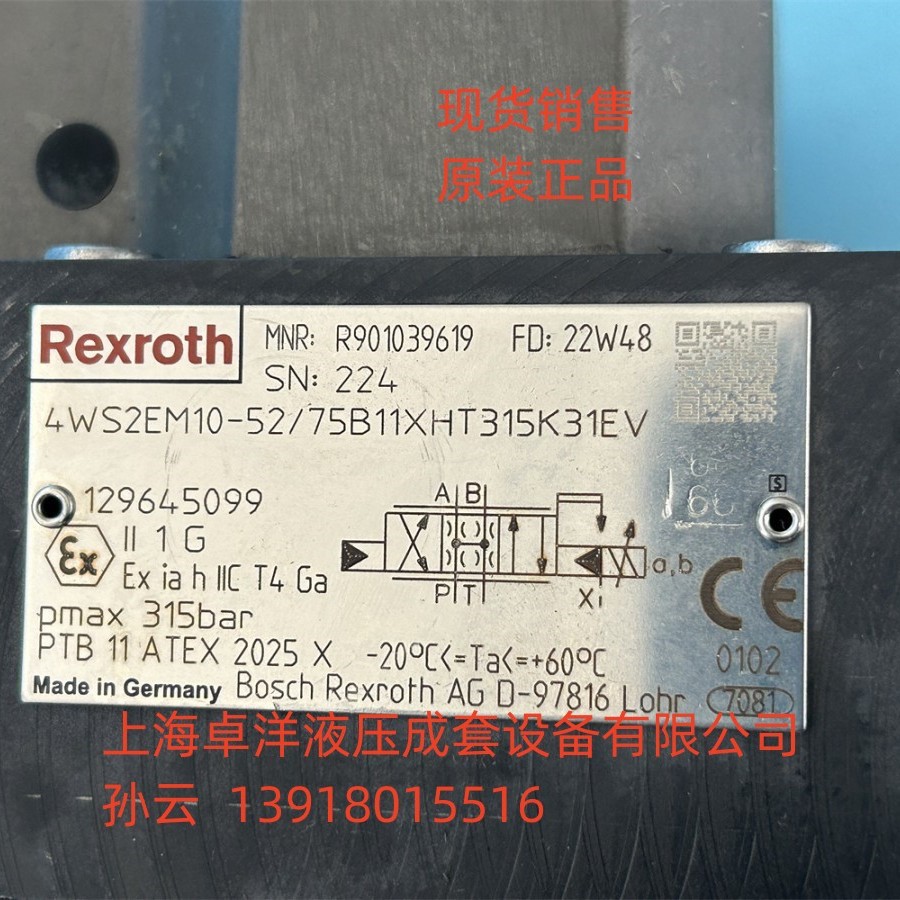 现货销售
原装正品
Rexroth MNR: R901039619 FD: 22W48
SN: 224
4WS2EM10-52/75B11XHT315K31EV
129645099
A B
a,b
P T
Xi
Ex II 1 G
Ex ia h IIC T4 Ga
pmax 315bar
CE
PTB 11 ATEX 2025 X -20°C<=Ta<=+60°C 0102
Made in Germany Bosch Rexroth AG D-97816 Lohr 7081
上海卓洋液压成套设备有限公司
孙云 13918015516